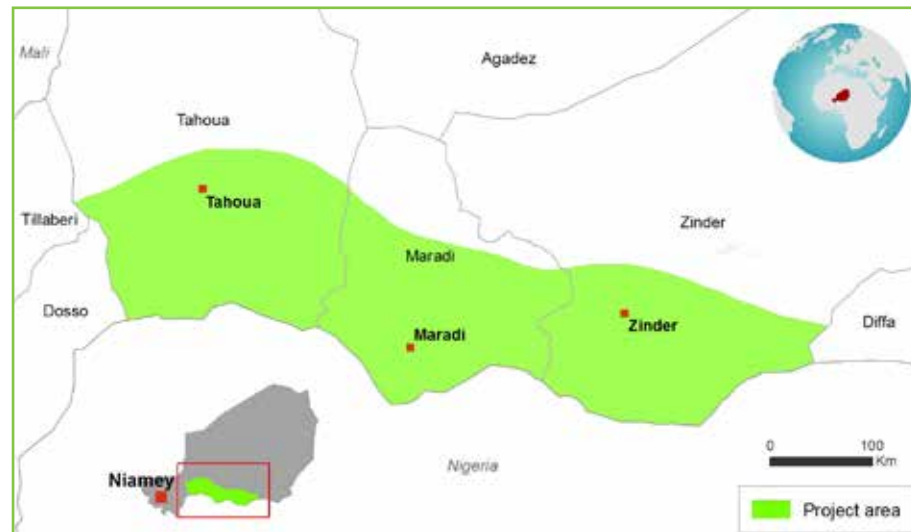 Mali
Agadez
Tahoua
Tahoua
Tillaberi
Zinder
Maradi
Dosso
Zinder
Diffa
Maradi
0 100
Km
Niamey
Nigeria
Project area